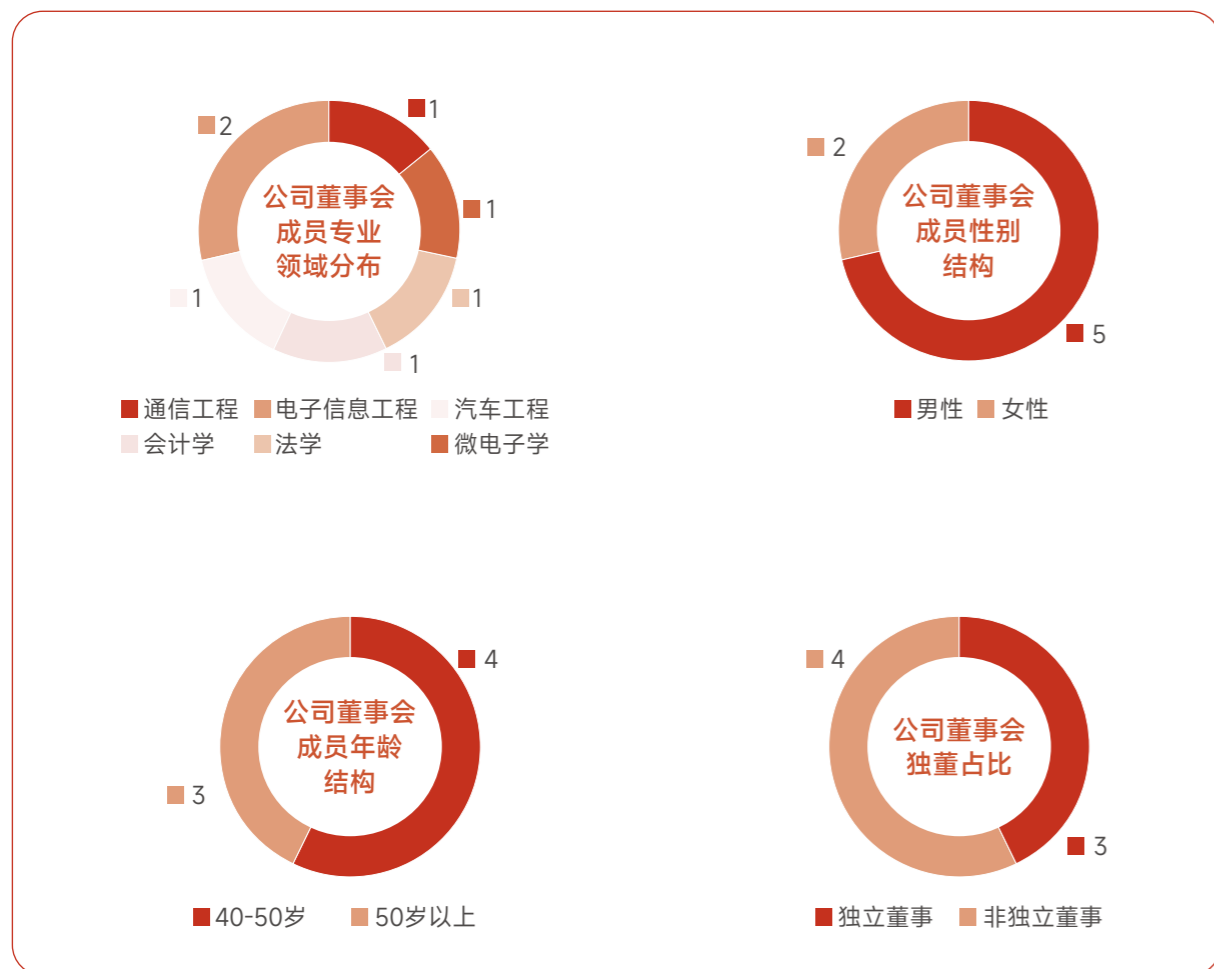 2
1
公司董事会
成员专业
领域分布
1
1
1
1
通信工程 电子信息工程 汽车工程
会计学 法学 微电子学
2
公司董事会
成员性别
结构
5
男性 女性
4
公司董事会
成员年龄
结构
3
40-50岁 50岁以上
4
公司董事会
独董占比
3
独立董事 非独立董事